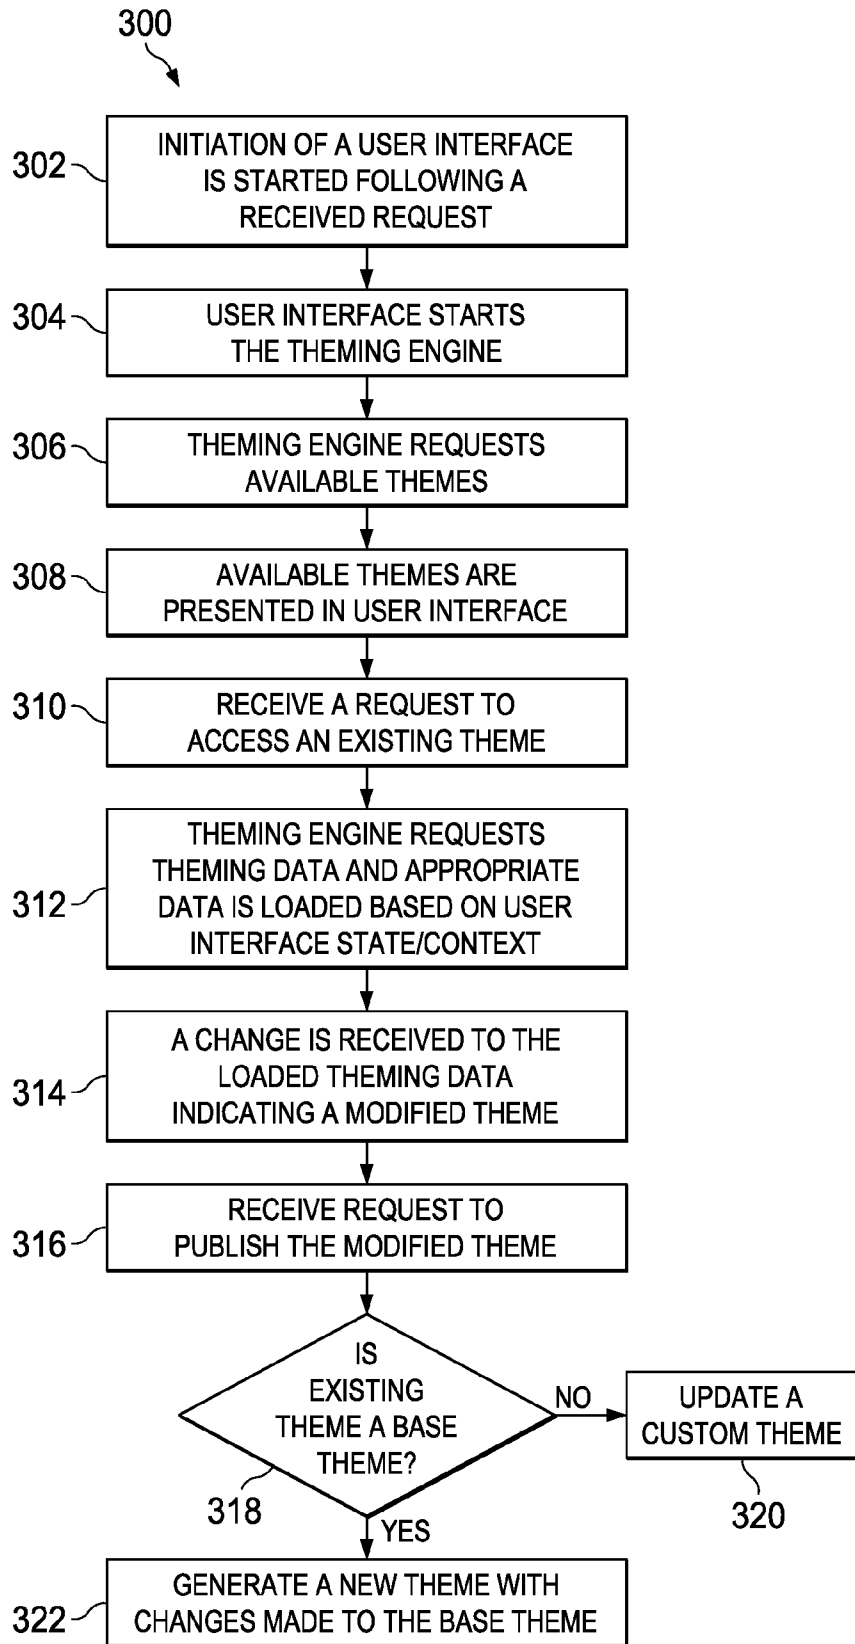 300
302
INITIATION OF A USER INTERFACE
IS STARTED FOLLOWING A
RECEIVED REQUEST
304
USER INTERFACE STARTS
THE THEMING ENGINE
306
THEMING ENGINE REQUESTS
AVAILABLE THEMES
308
AVAILABLE THEMES ARE
PRESENTED IN USER INTERFACE
310
RECEIVE A REQUEST TO
ACCESS AN EXISTING THEME
312
THEMING ENGINE REQUESTS
THEMING DATA AND APPROPRIATE
DATA IS LOADED BASED ON USER
INTERFACE STATE/CONTEXT
314
A CHANGE IS RECEIVED TO THE
LOADED THEMING DATA
INDICATING A MODIFIED THEME
316
RECEIVE REQUEST TO
PUBLISH THE MODIFIED THEME
IS
EXISTING
THEME A BASE
THEME?
318
NO
UPDATE A
CUSTOM THEME
320
YES
322
GENERATE A NEW THEME WITH
CHANGES MADE TO THE BASE THEME